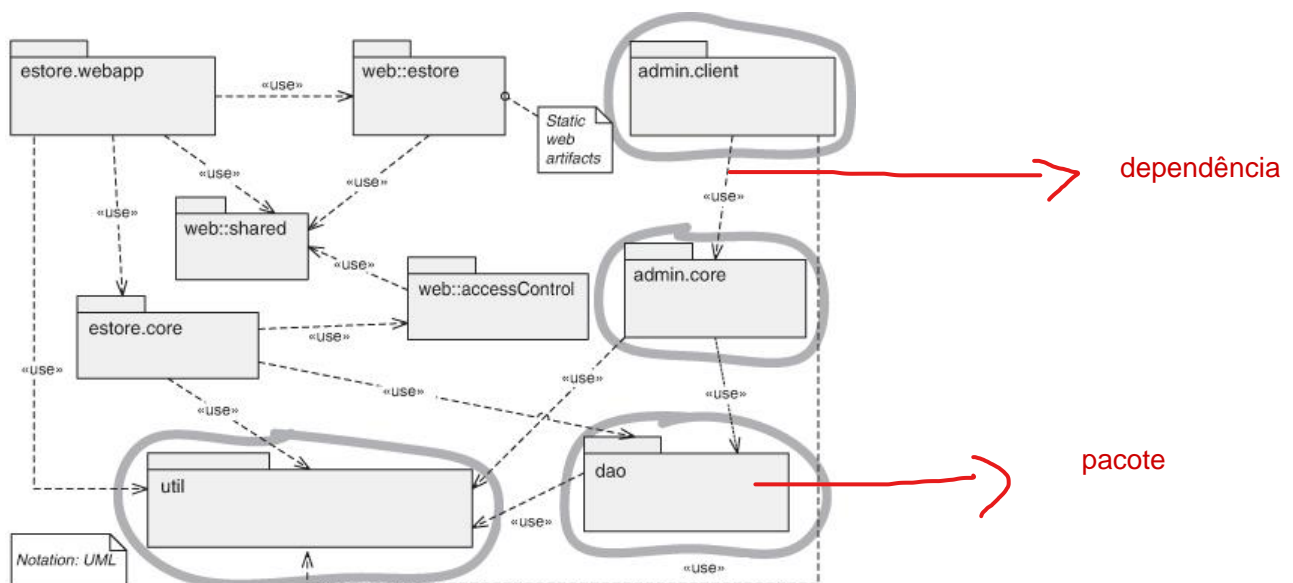 estore.webapp
«use»
web::estore
Static
web
artifacts
admin.client
dependência
«use»
«use»
«use»
«use»
web::shared
«use»
web::accessControl
admin.core
estore.core
«use»
«use»
«use»
«use»
«use»
«use»
util
dao
pacote
«use»
Notation: UML
«use»